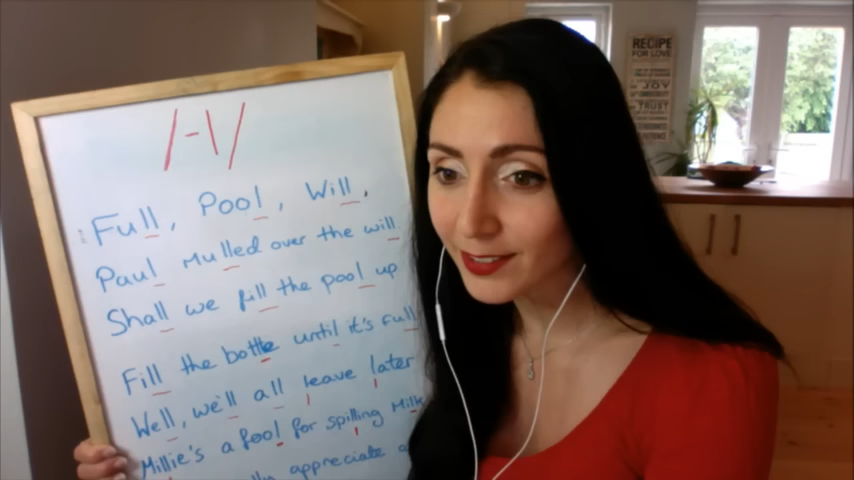 /-l/
Full, Pool, Will,
Paul Mulled over the will
Shall we fill the pool up
Fill the bottle until it's full
Well, we'll all leave later
Millie's a fool for spilling Milk
appreciate
RECIPE
FOR LOVE
JOY
TRUST